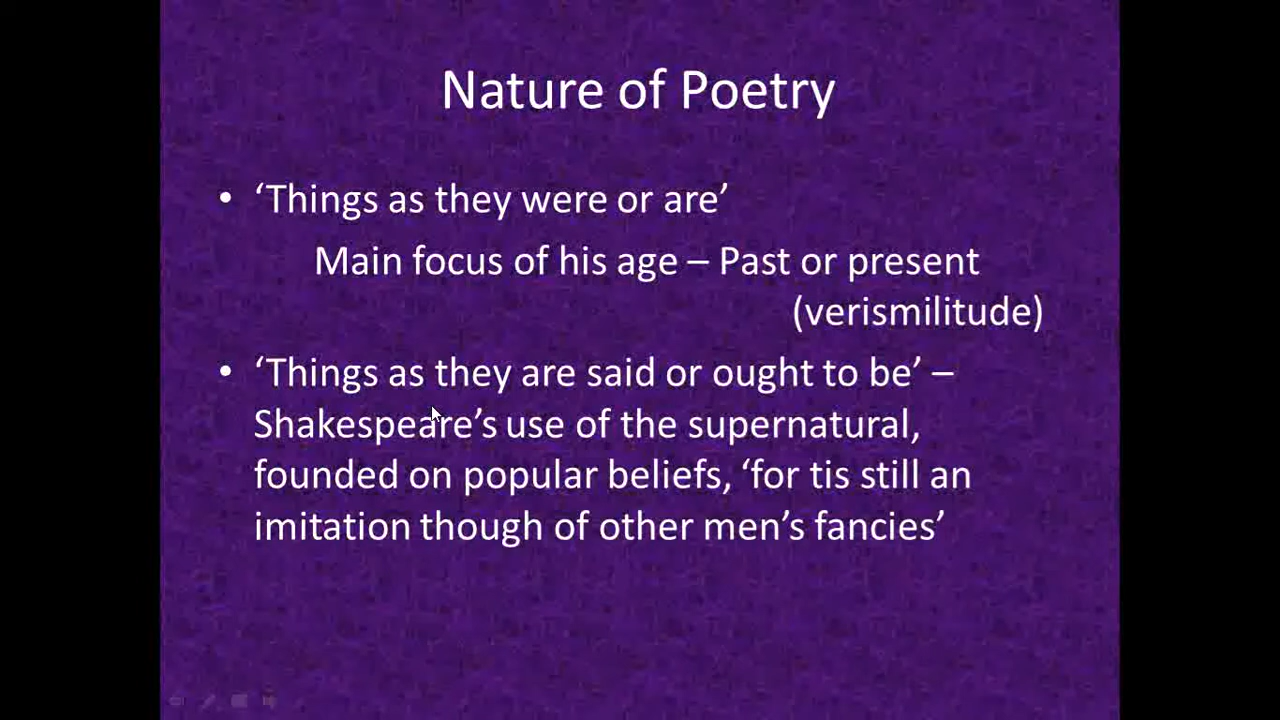 Nature of Poetry
• ‘Things as they were or are’
Main focus of his age – Past or present
(verismilitude)
• ‘Things as they are said or ought to be’ –
Shakespeare’s use of the supernatural,
founded on popular beliefs, ‘for tis still an
imitation though of other men’s fancies’